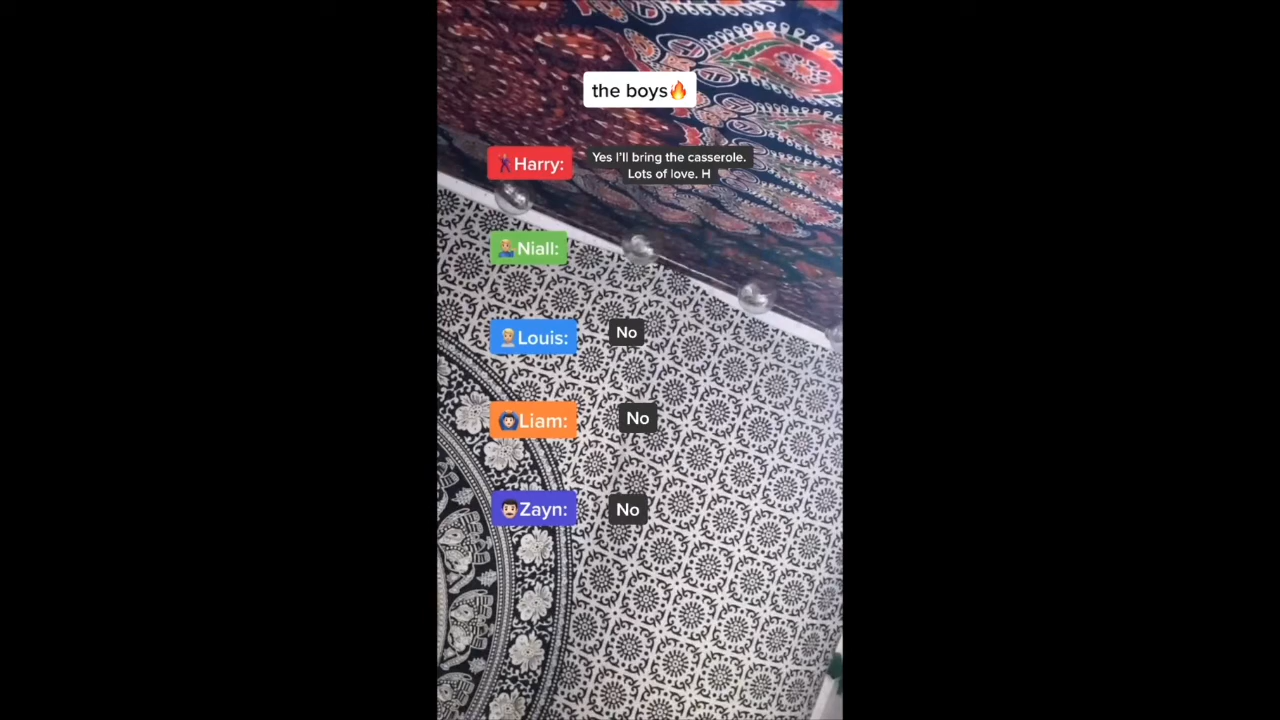 the boys🔥
🕺Harry:
Yes I’ll bring the casserole.
Lots of love. H
Niall:
Louis:
No
Liam:
No
Zayn:
No